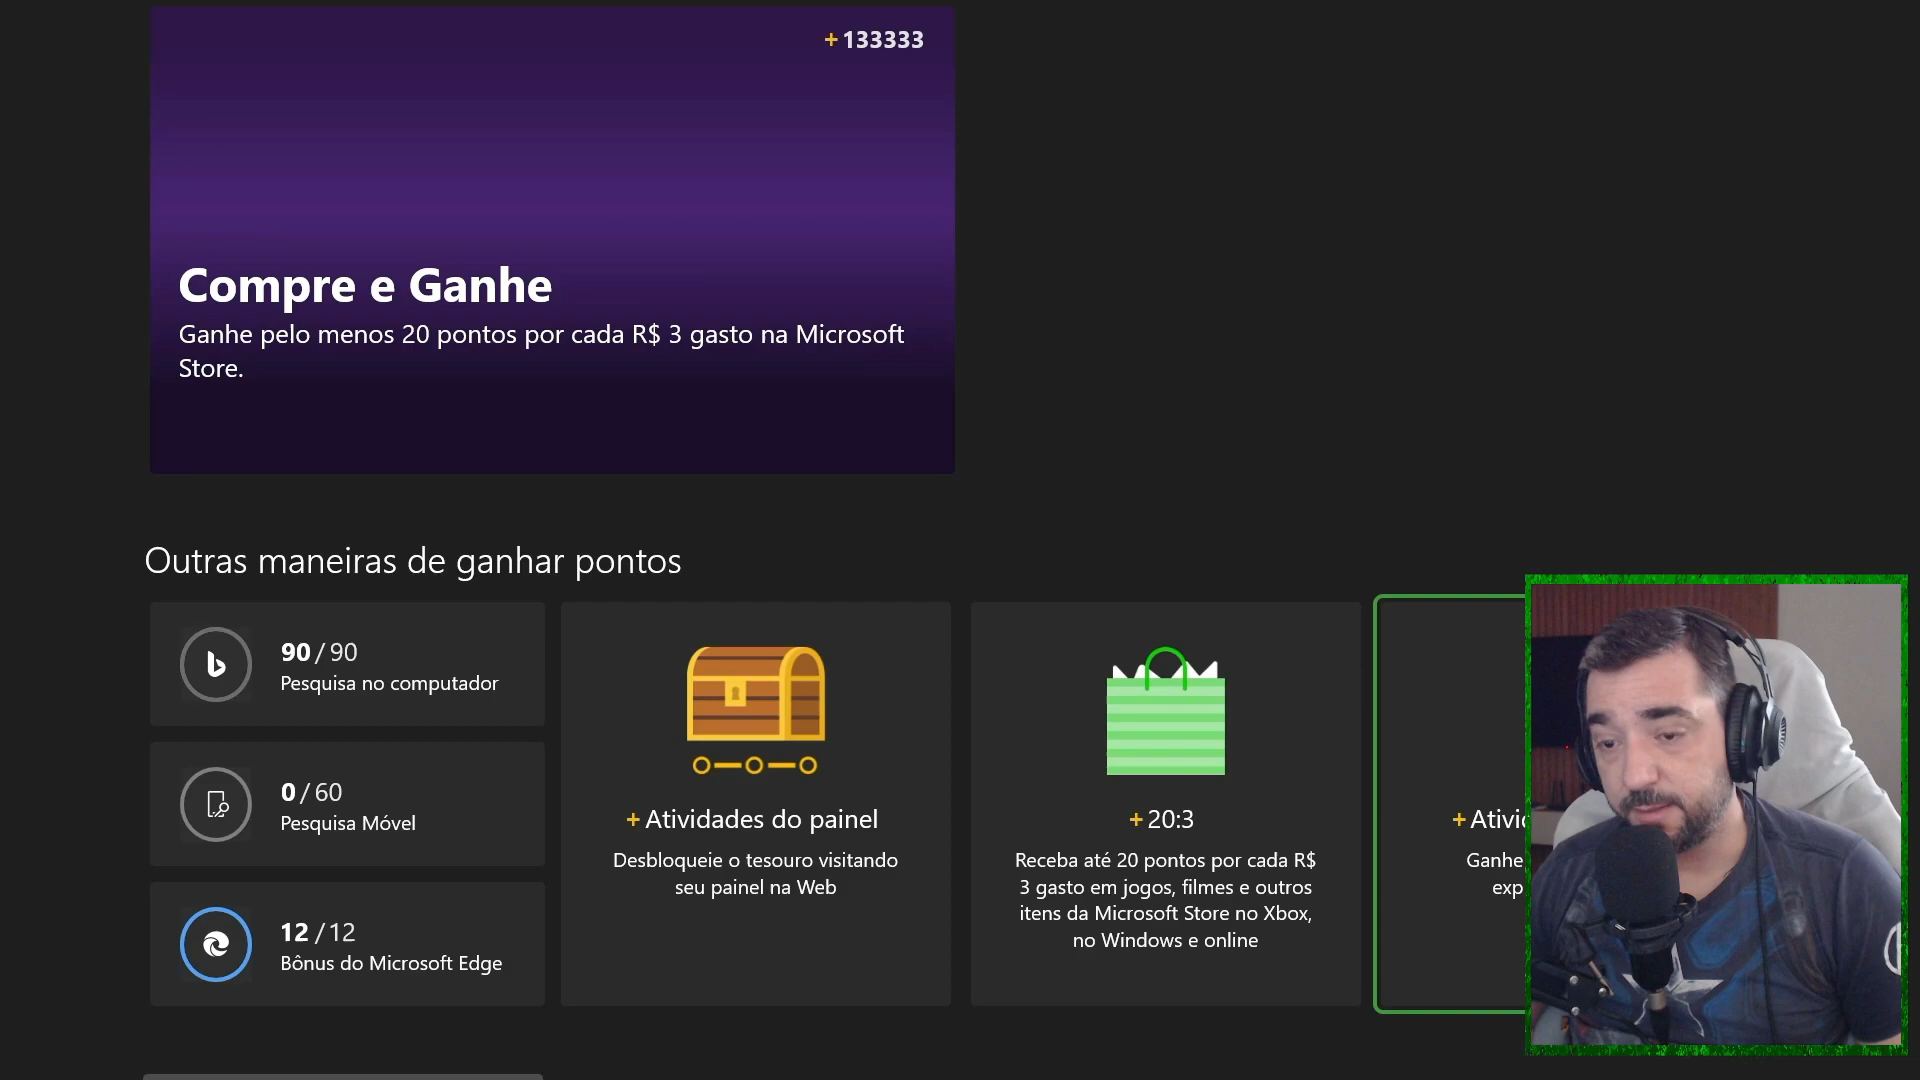 +133333
Compre e Ganhe
Ganhe pelo menos 20 pontos por cada R$ 3 gasto na Microsoft
Store.
Outras maneiras de ganhar pontos
90/90
Pesquisa no computador
0/60
Pesquisa Móvel
12/12
Bônus do Microsoft Edge
+Atividades do painel
Desbloqueie o tesouro visitando
seu painel na Web
+20:3
Receba até 20 pontos por cada R$
3 gasto em jogos, filmes e outros
itens da Microsoft Store no Xbox,
no Windows e online
Ganhe